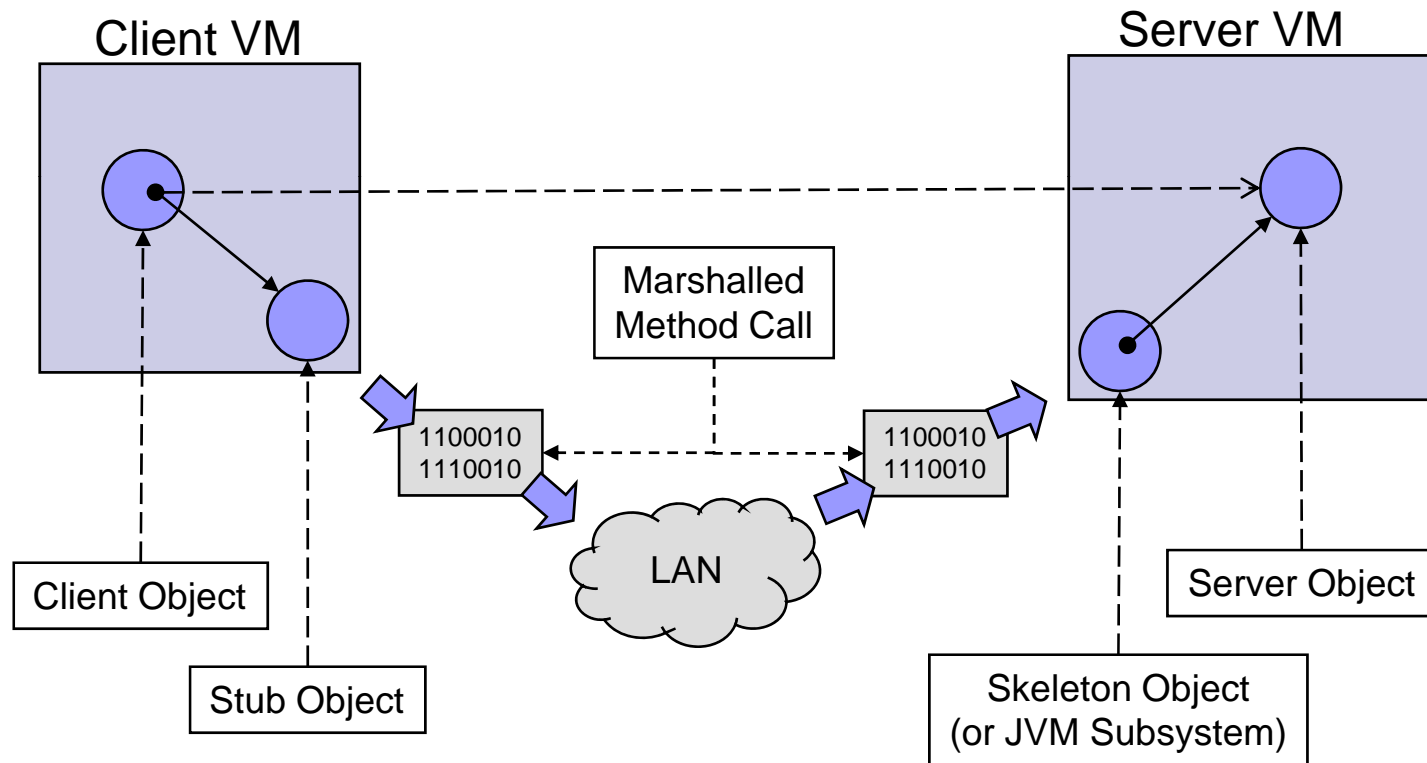 Client VM
Server VM
Marshalled
Method Call
1100010
1110010
1100010
1110010
LAN
Client Object
Server Object
Stub Object
Skeleton Object
(or JVM Subsystem)